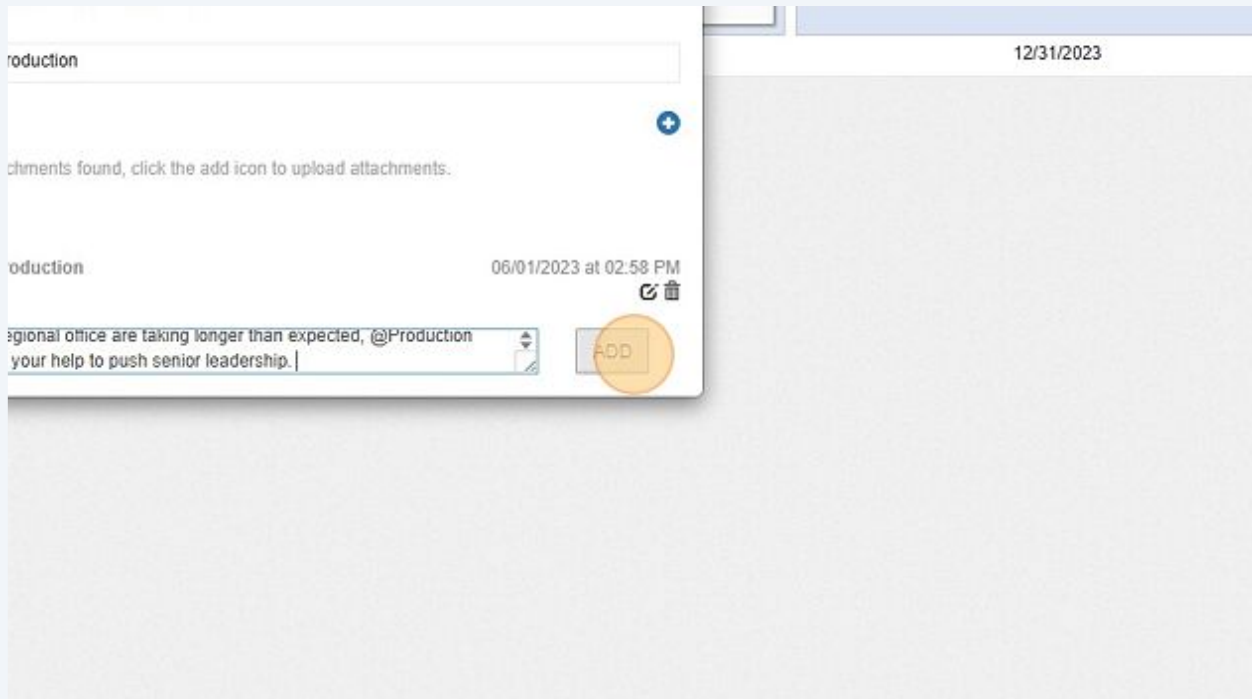 roduction
12/31/2023
chments found, click the add icon to upload attachments.
roduction
06/01/2023 at 02:58 PM
egional office are taking longer than expected, @Production
your help to push senior leadership.
ADD